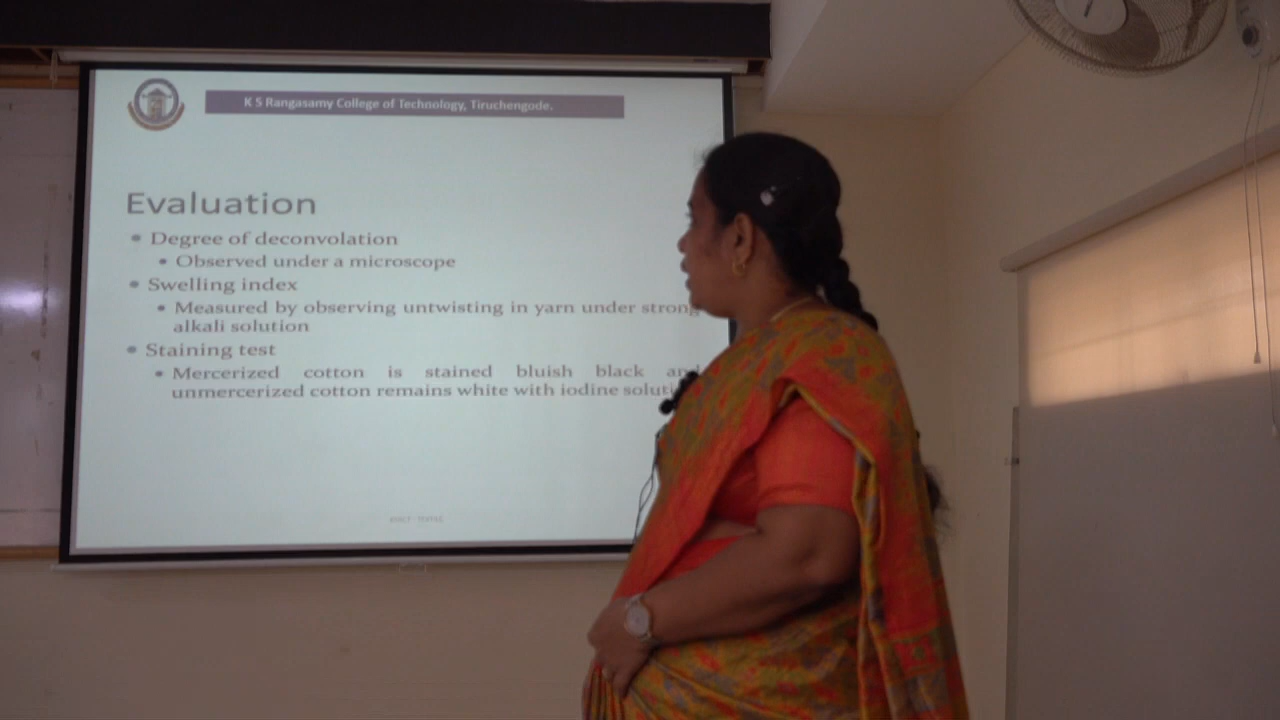 K S Rangasamy College of Technology, Tiruchengode.
Evaluation
Degree of deconvolation
Observed under a microscope
Swelling index
Measured by observing untwisting in yarn under strong
alkali solution
Staining test
Mercerized cotton is stained bluish black and
unmercerized cotton remains white with iodine